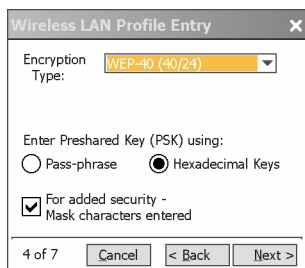 Wireless LAN Profile Entry X
Encryption Type:
WEP-40 (40/24)
Enter Preshared Key (PSK) using:
Pass-phrase
Hexadecimal Keys
For added security -
Mask characters entered
4 of 7 Cancel < Back Next >